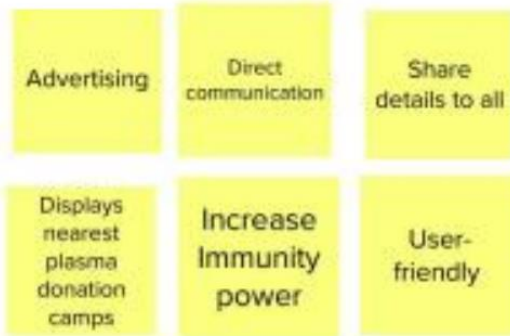 Advertising
Direct
communication
Share
details to all
Displays
nearest
plasma
donation
camps
Increase
Immunity
power
User-
friendly